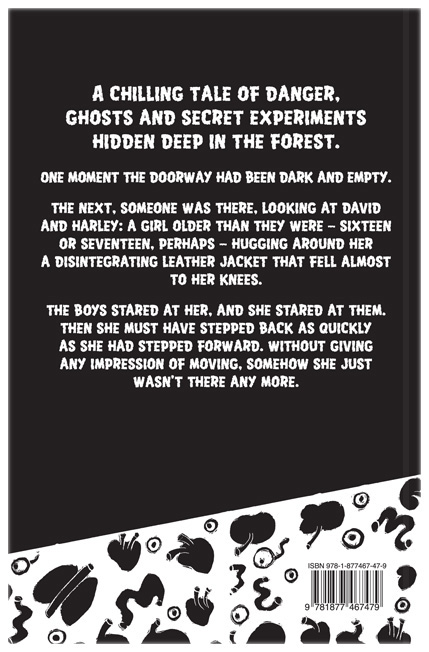 A CHILLING TALE OF DANGER,
GHOSTS AND SECRET EXPERIMENTS
HIDDEN DEEP IN THE FOREST.
ONE MOMENT THE DOORWAY HAD BEEN DARK AND EMPTY.
THE NEXT, SOMEONE WAS THERE, LOOKING AT DAVID
AND HARLEY: A GIRL OLDER THAN THEY WERE – SIXTEEN
OR SEVENTEEN, PERHAPS – HUGGING AROUND HER
A DISINTEGRATING LEATHER JACKET THAT FELL ALMOST
TO HER KNEES.
THE BOYS STARED AT HER, AND SHE STARED AT THEM.
THEN SHE MUST HAVE STEPPED BACK AS QUICKLY
AS SHE HAD STEPPED FORWARD. WITHOUT GIVING
ANY IMPRESSION OF MOVING, SOMEHOW SHE JUST
WASN'T THERE ANY MORE.
ISBN 978-1-877467-47-9
9 781877 467479